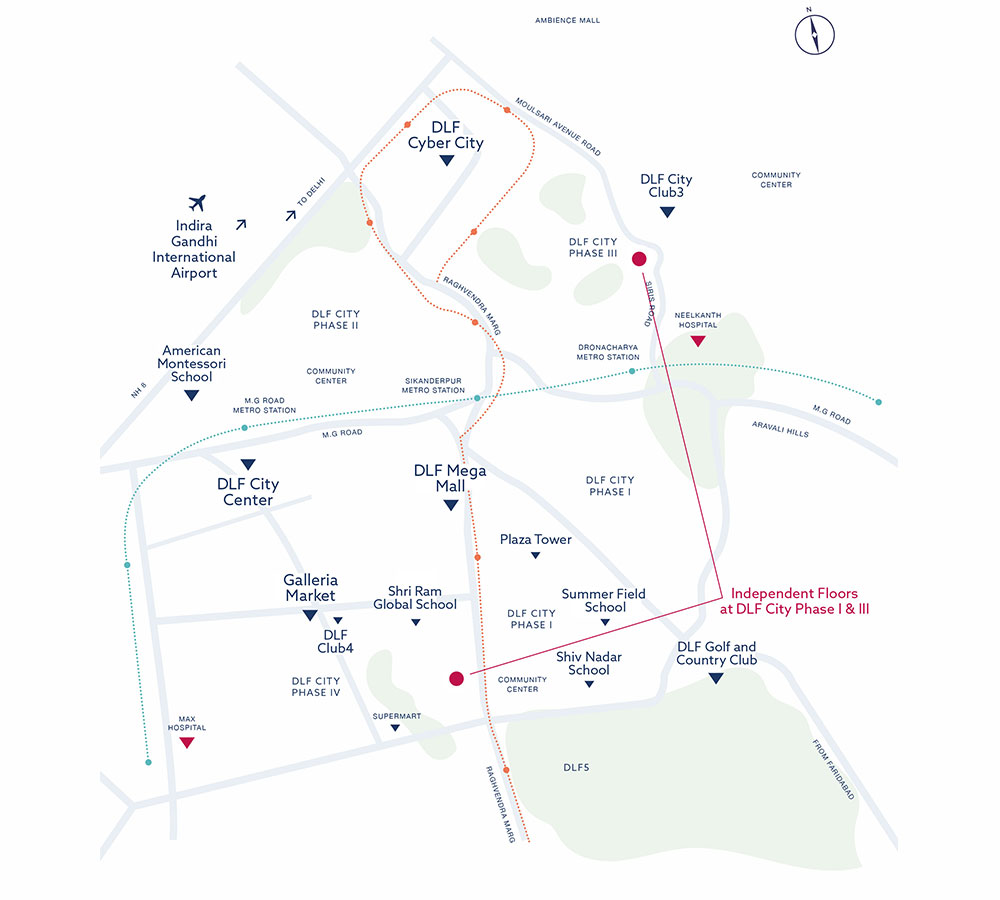 N
AMBIENCE MALL
MOULSARI AVENUE ROAD
DLF
Cyber City
DLF City
Club3
COMMUNITY
CENTER
TO DELHI
Indira
Gandhi
International
Airport
DLF CITY
PHASE III
RAGHVENDRA MARG
SIRIS ROAD
DLF CITY
PHASE II
NEELKANTH
HOSPITAL
American
Montessori
School
DRONACHARYA
METRO STATION
COMMUNITY
CENTER
NH 8
SIKANDERPUR
METRO STATION
M.G ROAD
METRO STATION
M.G ROAD
M.G ROAD
ARAVALI HILLS
DLF City
Center
DLF Mega
Mall
DLF CITY
PHASE I
Plaza Tower
Galleria
Market
Shri Ram
Global School
Summer Field
School
Independent Floors
at DLF City Phase I & III
DLF CITY
PHASE I
DLF
Club4
DLF Golf and
Country Club
Shiv Nadar
School
DLF CITY
PHASE IV
COMMUNITY
CENTER
MAX
HOSPITAL
SUPERMART
DLF5
RAGHVENDRA MARG
FROM FARIDABAD